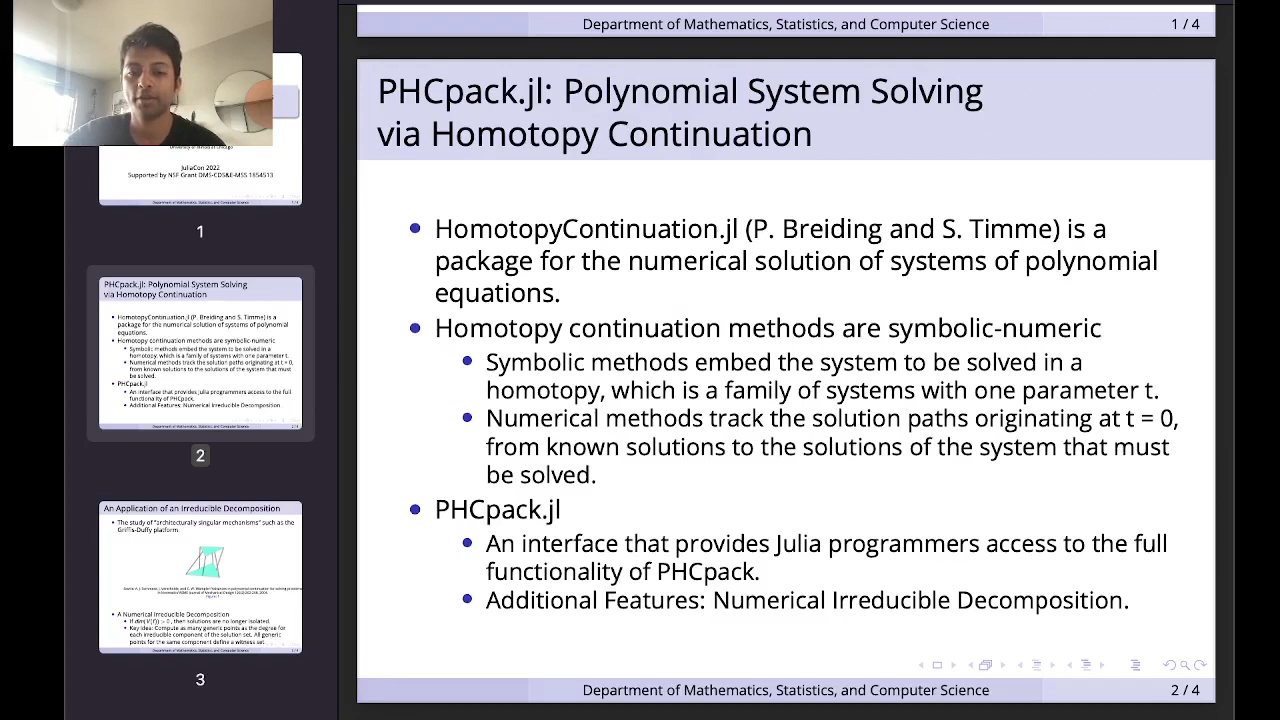 University of Illinois at Chicago
JuliaCon 2022
Supported by NSF Grant DMS-CDS&E-MSS 1854513
Department of Mathematics, Statistics, and Computer Science
1
PHCpack.jl: Polynomial System Solving
via Homotopy Continuation
HomotopyContinuation.jl (P. Breiding and S. Timme) is a
package for the numerical solution of systems of polynomial
equations.
Homotopy continuation methods are symbolic-numeric
Symbolic methods embed the system to be solved in a
homotopy, which is a family of systems with one parameter t.
Numerical methods track the solution paths originating at t = 0,
from known solutions to the solutions of the system that must
be solved.
PHCpack.jl
An interface that provides Julia programmers access to the full
functionality of PHCpack.
Additional Features: Numerical Irreducible Decomposition.
Department of Mathematics, Statistics, and Computer Science
2
An Application of an Irreducible Decomposition
The study of "architecturally singular mechanisms" such as the
Griffis-Duffy platform.
A Numerical Irreducible Decomposition
If dim(V(f)) > 0, then solutions are no longer isolated.
Key idea: Compute as many generic points as the degree for
each irreducible component of the solution set. All generic
points for the same component define a witness set
Department of Mathematics, Statistics, and Computer Science
3
Department of Mathematics, Statistics, and Computer Science 1 / 4
PHCpack.jl: Polynomial System Solving
via Homotopy Continuation
HomotopyContinuation.jl (P. Breiding and S. Timme) is a
package for the numerical solution of systems of polynomial
equations.
Homotopy continuation methods are symbolic-numeric
Symbolic methods embed the system to be solved in a
homotopy, which is a family of systems with one parameter t.
Numerical methods track the solution paths originating at t = 0,
from known solutions to the solutions of the system that must
be solved.
PHCpack.jl
An interface that provides Julia programmers access to the full
functionality of PHCpack.
Additional Features: Numerical Irreducible Decomposition.
Department of Mathematics, Statistics, and Computer Science 2 / 4